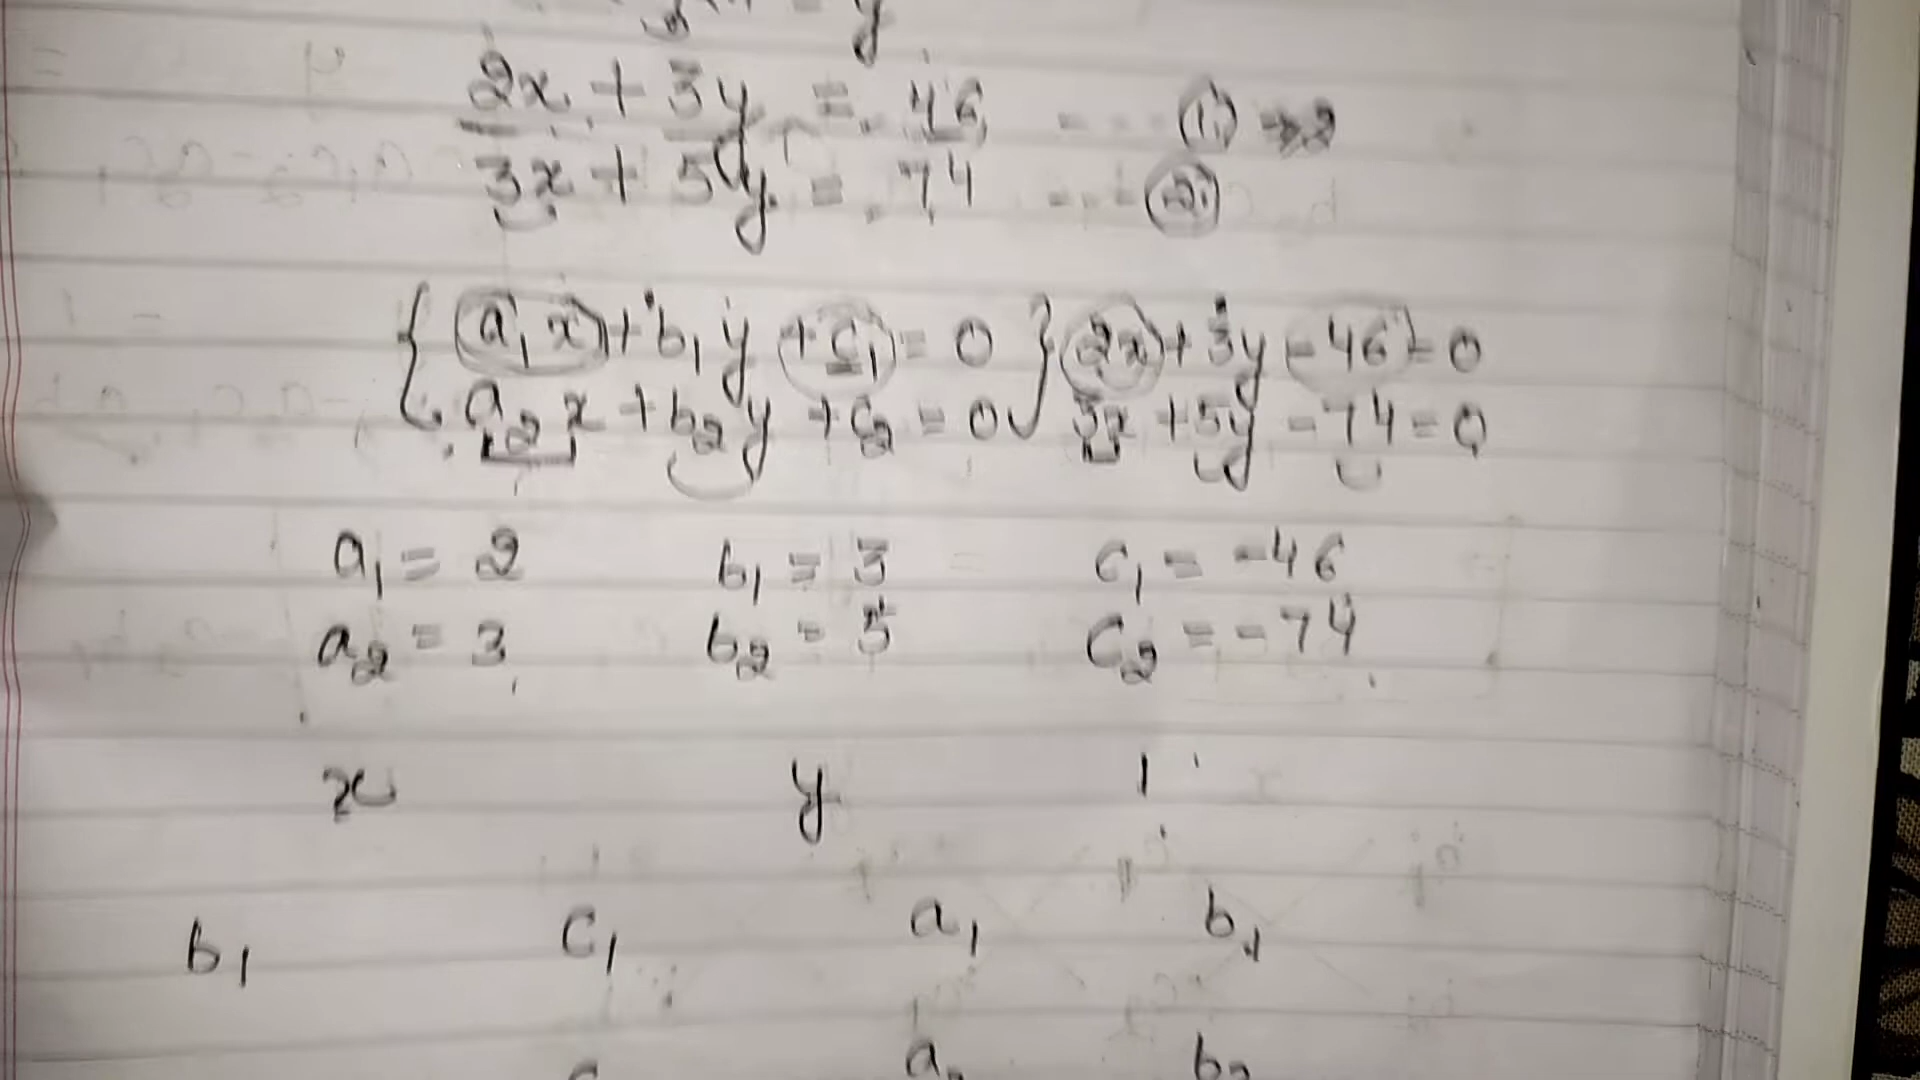 2x + 3y = 46 --- (1)
3x + 5y = 74 --- (2)
{ a₁x + b₁y + c₁ = 0 } 2x + 3y - 46 = 0
a₂x + b₂y + c₂ = 0 3x + 5y - 74 = 0
a₁ = 2 b₁ = 3 c₁ = -46
a₂ = 3 b₂ = 5 c₂ = -74
x y 1
b₁ c₁ a₁ b₁
a₂ b₂